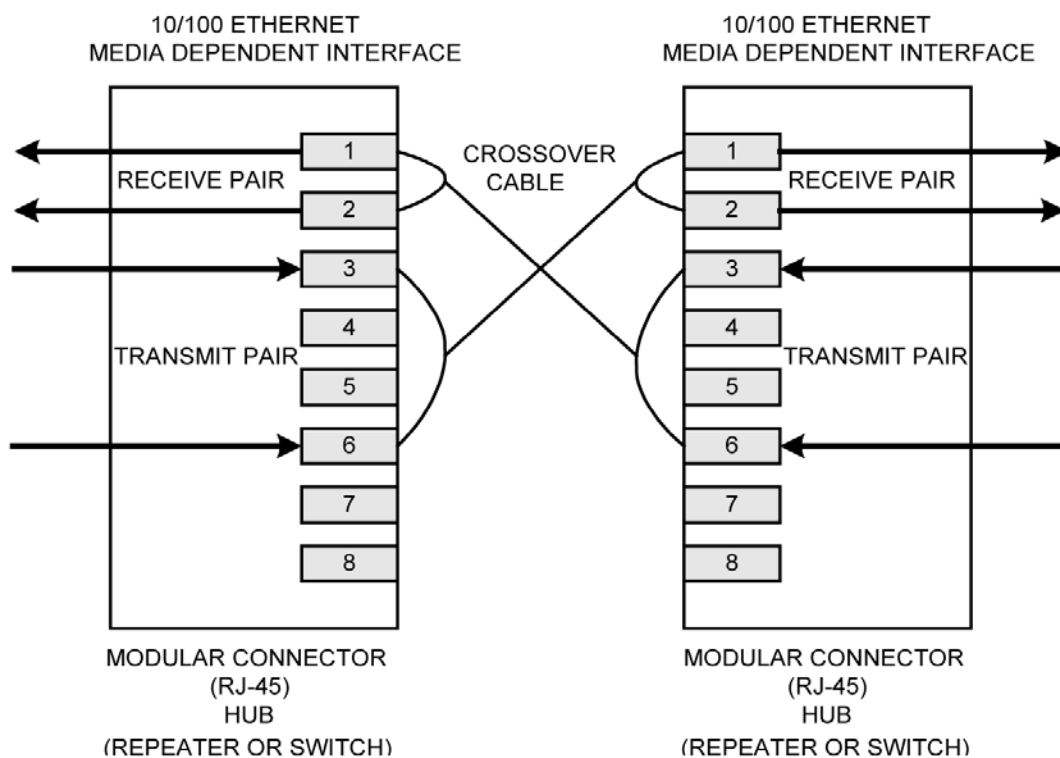 10/100 ETHERNET
MEDIA DEPENDENT INTERFACE
10/100 ETHERNET
MEDIA DEPENDENT INTERFACE
1
RECEIVE PAIR
2
3
4
TRANSMIT PAIR
5
6
7
8
CROSSOVER
CABLE
1
RECEIVE PAIR
2
3
4
TRANSMIT PAIR
5
6
7
8
MODULAR CONNECTOR
(RJ-45)
HUB
(REPEATER OR SWITCH)
MODULAR CONNECTOR
(RJ-45)
HUB
(REPEATER OR SWITCH)